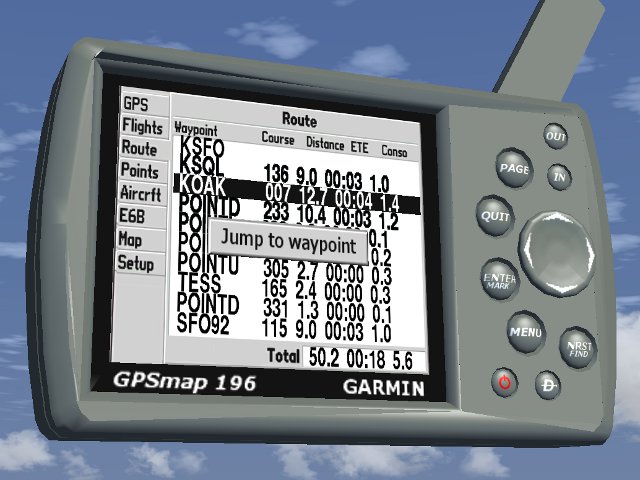 GPS
Flights
Route
Points
Aircrft
E6B
Map
Setup
Route
Waypoint Course Distance ETE Conso
KSFO
KSQL 136 9.0 00:03 1.0
KOAK 007 12.7 00:04 1.4
POINTD 233 10.4 00:03 1.2
0.1
Jump to waypoint
0.2
POINTU 305 2.7 00:00 0.3
TESS 165 2.4 00:00 0.3
POINTD 331 1.3 00:00 0.1
SFO92 115 9.0 00:03 1.0
Total 50.2 00:18 5.6
GPSmap 196
GARMIN
OUT
PAGE
IN
QUIT
ENTER
MARK
MENU
NRST
FIND
D